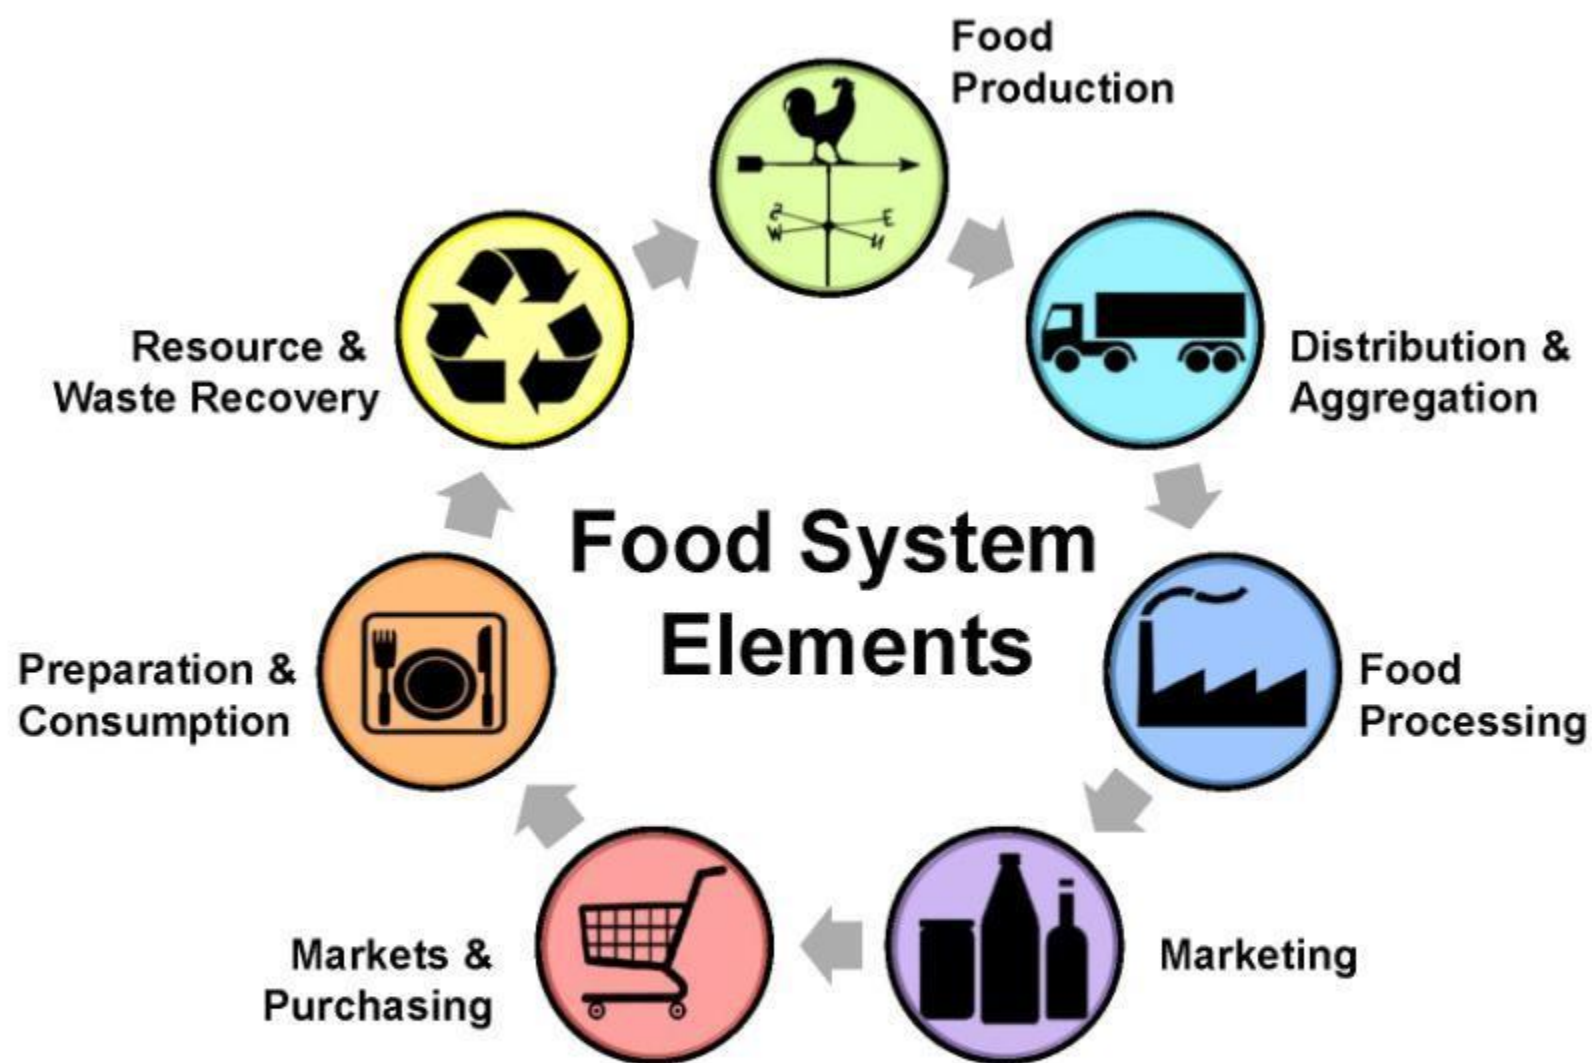 Food
Production
Distribution &
Aggregation
Food
Processing
Marketing
Markets &
Purchasing
Preparation &
Consumption
Resource &
Waste Recovery
Food System
Elements
S
E
W
N